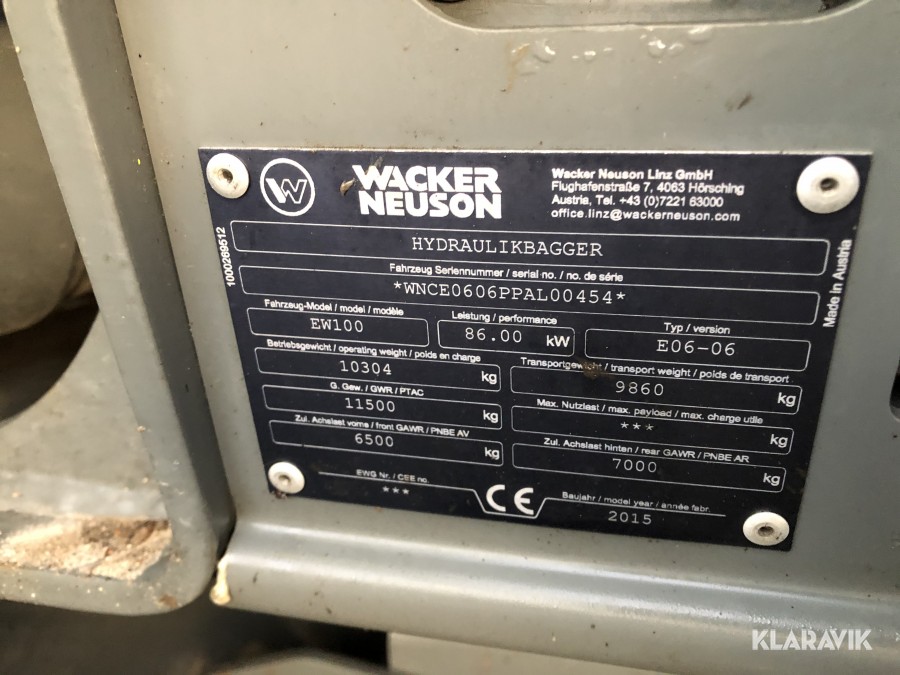 W
WACKER
NEUSON
Wacker Neuson Linz GmbH
Flughafenstraße 7, 4063 Hörsching
Austria, Tel. +43 (0)7221 63000
office.linz@wackerneuson.com
1000269512
Made in Austria
HYDRAULIKBAGGER
Fahrzeug Seriennummer / serial no. / no. de série
*WNCE0606PPAL00454*
Fahrzeug-Model / model / modèle
EW100
Leistung / performance
86.00 kW
Typ / version
E06-06
Betriebsgewicht / operating weight / poids en charge
10304 kg
Transportgewicht / transport weight / poids de transport
9860 kg
G. Gew. / GWR / PTAC
11500 kg
Max. Nutzlast / max. payload / max. charge utile
*** kg
Zul. Achslast vorne / front GAWR / PNBE AV
6500 kg
Zul. Achslast hinten / rear GAWR / PNBE AR
7000 kg
EWG Nr. / CEE no.
***
CE
Baujahr / model year / année fabr.
2015
KLARAVIK